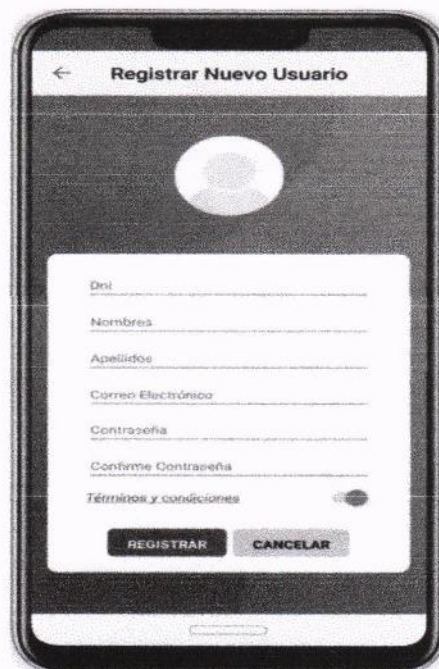 Registrar Nuevo Usuario
Dni
Nombres
Apellidos
Correo Electrónico
Contraseña
Confirme Contraseña
Términos y condiciones
REGISTRAR
CANCELAR